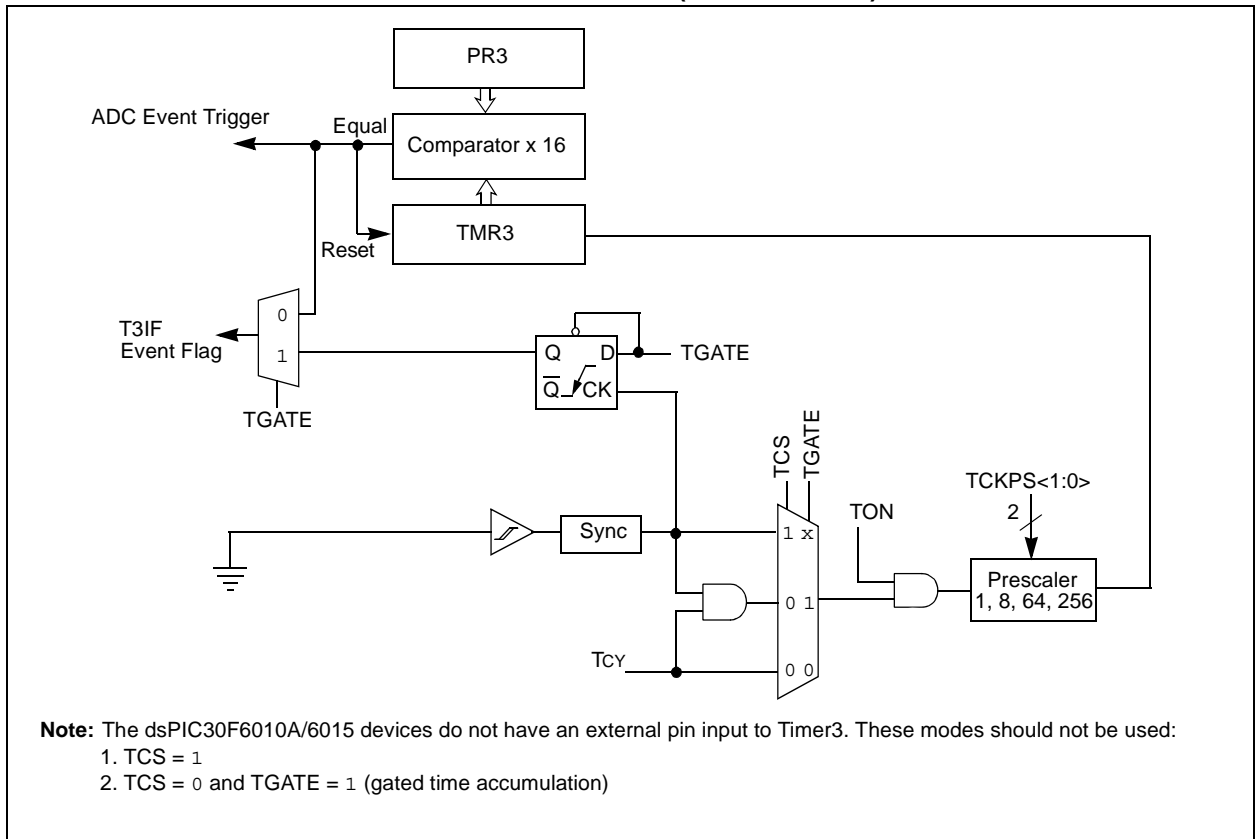 PR3
ADC Event Trigger
Equal
Comparator x 16
TMR3
Reset
0
T3IF
Event Flag
1
Q D
TGATE
Q CK
TGATE
TCS
TGATE
TCKPS<1:0>
2
TON
Sync
1 x
Prescaler
1, 8, 64, 256
0 1
TCY
0 0
Note: The dsPIC30F6010A/6015 devices do not have an external pin input to Timer3. These modes should not be used:
1. TCS = 1
2. TCS = 0 and TGATE = 1 (gated time accumulation)